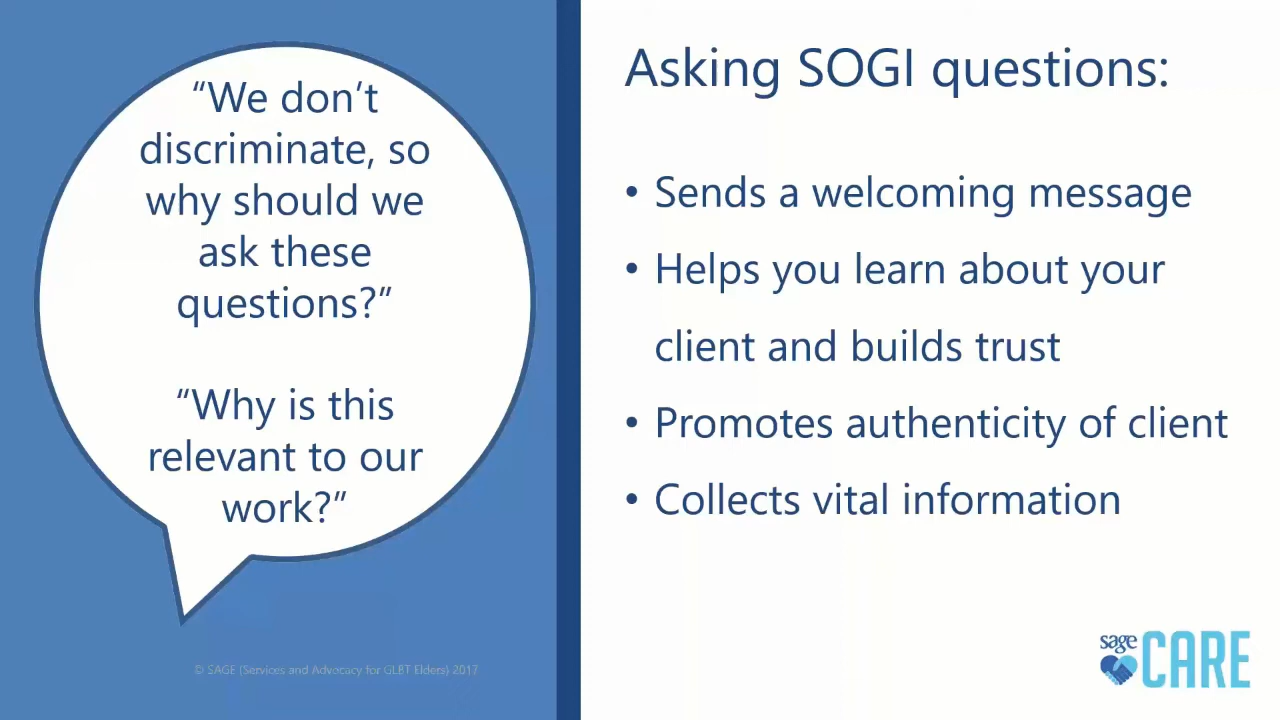 “We don’t
discriminate, so
why should we
ask these
questions?”
“Why is this
relevant to our
work?”
© SAGE (Services and Advocacy for GLBT Elders) 2017
Asking SOGI questions:
• Sends a welcoming message
• Helps you learn about your
client and builds trust
• Promotes authenticity of client
• Collects vital information
sage
CARE